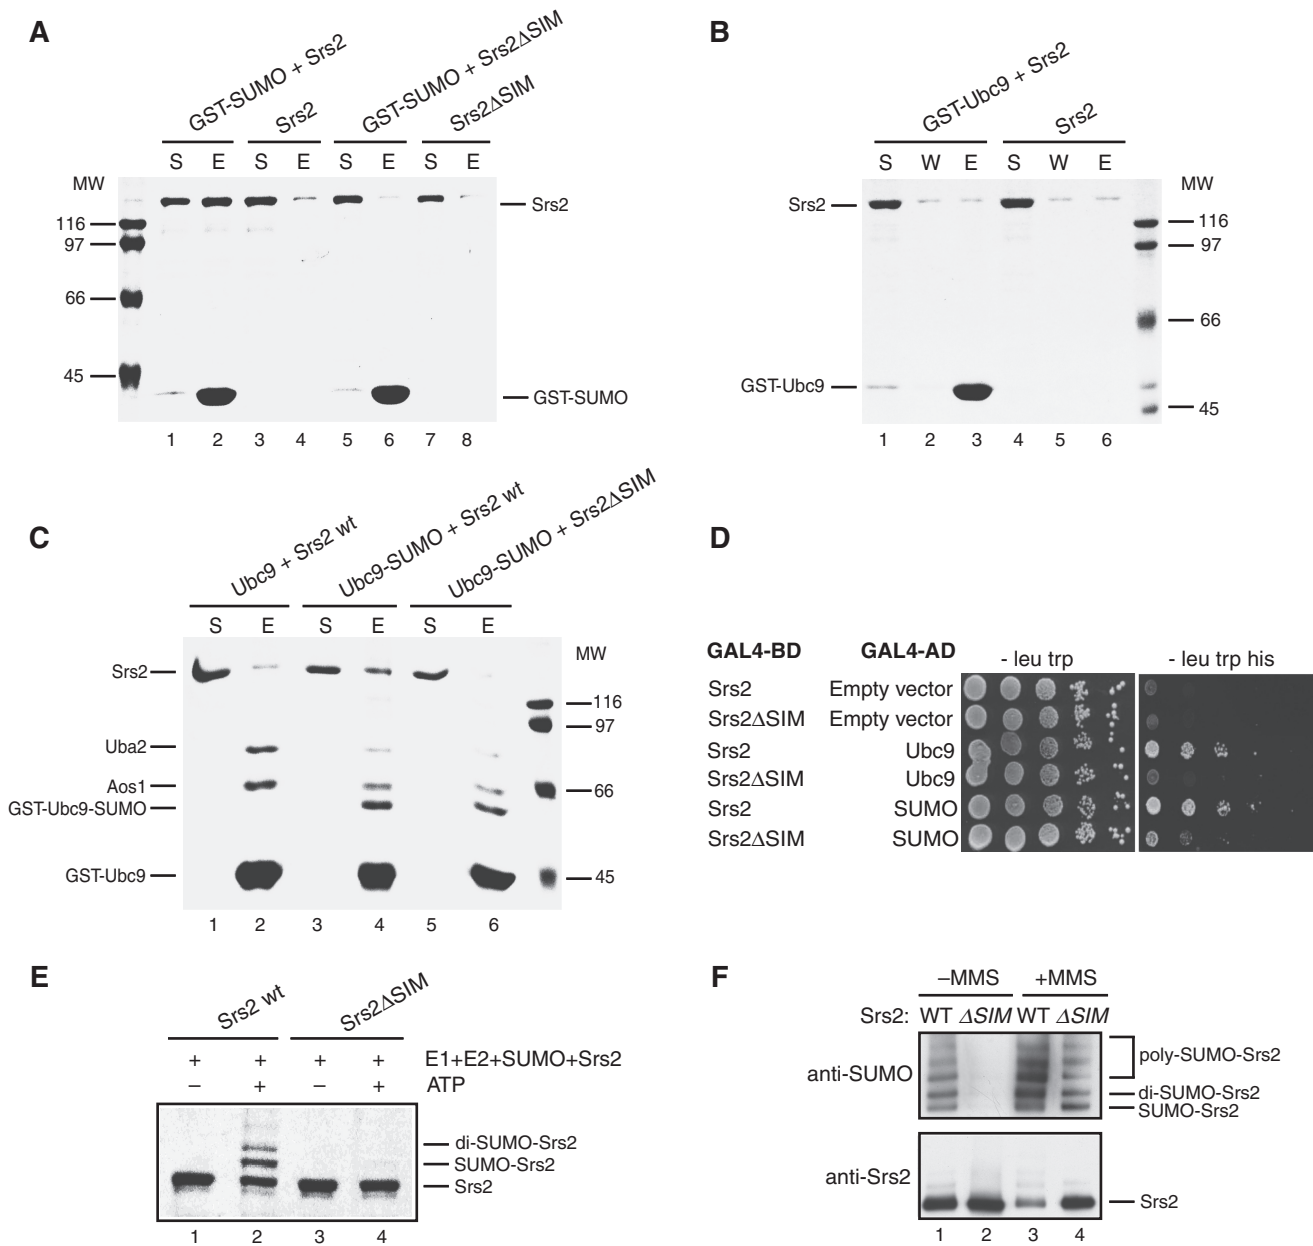 A
GST-SUMO + Srs2
Srs2
GST-SUMO + Srs2ΔSIM
Srs2ΔSIM
S E S E S E S E
MW
116
97
66
45
Srs2
GST-SUMO
1 2 3 4 5 6 7 8
B
GST-Ubc9 + Srs2
Srs2
S W E S W E
MW
Srs2
GST-Ubc9
116
97
66
45
1 2 3 4 5 6
C
Ubc9 + Srs2 wt
Ubc9-SUMO + Srs2 wt
Ubc9-SUMO + Srs2ΔSIM
S E S E S E
MW
Srs2
Uba2
Aos1
GST-Ubc9-SUMO
GST-Ubc9
116
97
66
45
1 2 3 4 5 6
D
GAL4-BD GAL4-AD - leu trp - leu trp his
Srs2 Empty vector
Srs2ΔSIM Empty vector
Srs2 Ubc9
Srs2ΔSIM Ubc9
Srs2 SUMO
Srs2ΔSIM SUMO
E
Srs2 wt
Srs2ΔSIM
+ + + + E1+E2+SUMO+Srs2
– + – + ATP
di-SUMO-Srs2
SUMO-Srs2
Srs2
1 2 3 4
F
–MMS +MMS
Srs2: WT ΔSIM WT ΔSIM
anti-SUMO
poly-SUMO-Srs2
di-SUMO-Srs2
SUMO-Srs2
anti-Srs2
Srs2
1 2 3 4